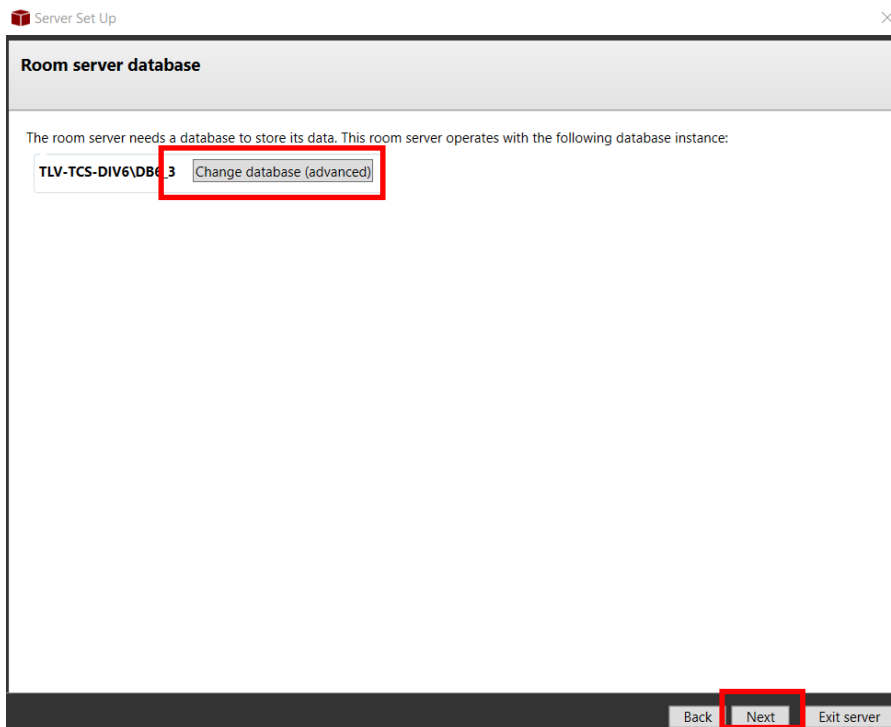 Server Set Up
Room server database
The room server needs a database to store its data. This room server operates with the following database instance:
TLV-TCS-DIV6\DB6_3 Change database (advanced)
Back Next Exit server